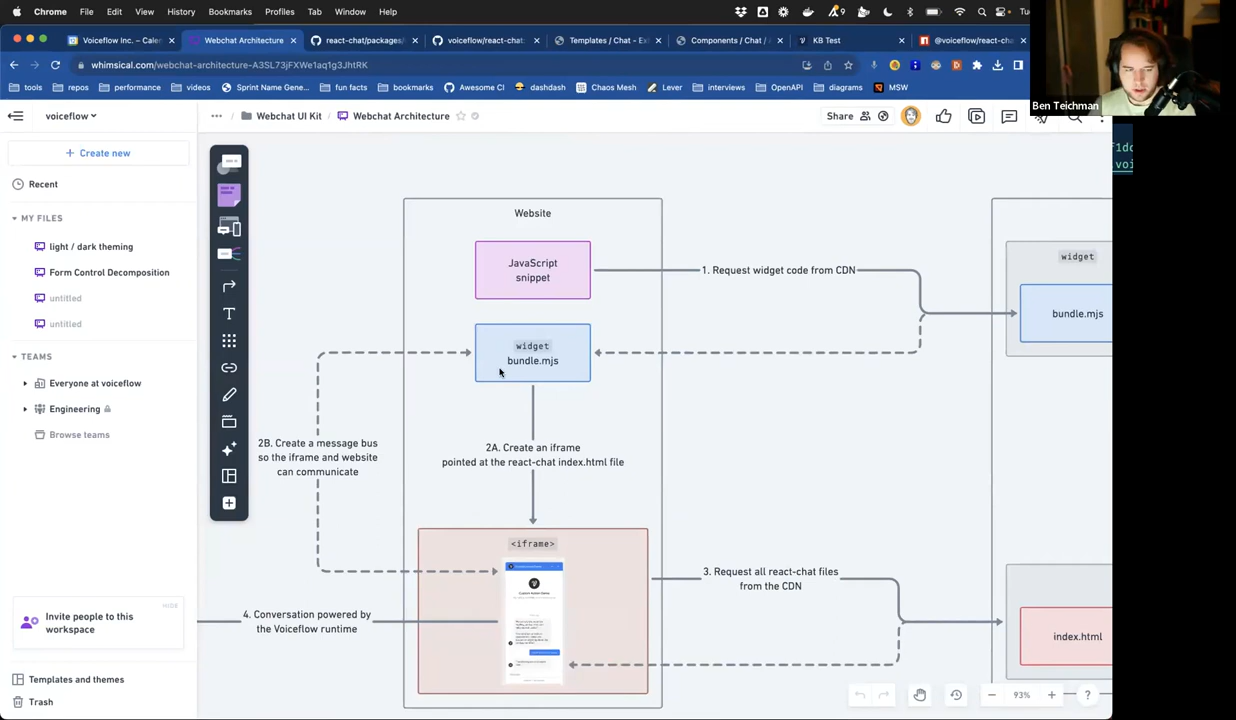 Chrome File Edit View History Bookmarks Profiles Tab Window Help
9
Tu
Voiceflow Inc. – Calen
Webchat Architecture
react-chat/packages/
voiceflow/react-chat:
Templates / Chat - Ex
Components / Chat / A
KB Test
@voiceflow/react-cha
whimsical.com/webchat-architecture-A3SL73jFXWe1aq1g3JhtRK
tools
repos
performance
videos
Sprint Name Gene...
fun facts
bookmarks
Awesome CI
dashdash
Chaos Mesh
Lever
interviews
OpenAPI
diagrams
MSW
Ben Teichman
voiceflow
Webchat UI Kit / Webchat Architecture
Share
f1dc
voi
+ Create new
Recent
MY FILES
light / dark theming
Form Control Decomposition
untitled
untitled
TEAMS
Everyone at voiceflow
Engineering
Browse teams
HIDE
Invite people to this
workspace
Templates and themes
Trash
Website
JavaScript
snippet
1. Request widget code from CDN
widget
bundle.mjs
widget
bundle.mjs
2B. Create a message bus
so the iframe and website
can communicate
2A. Create an iframe
pointed at the react-chat index.html file
<iframe>
3. Request all react-chat files
from the CDN
4. Conversation powered by
the Voiceflow runtime
index.html
93%
?